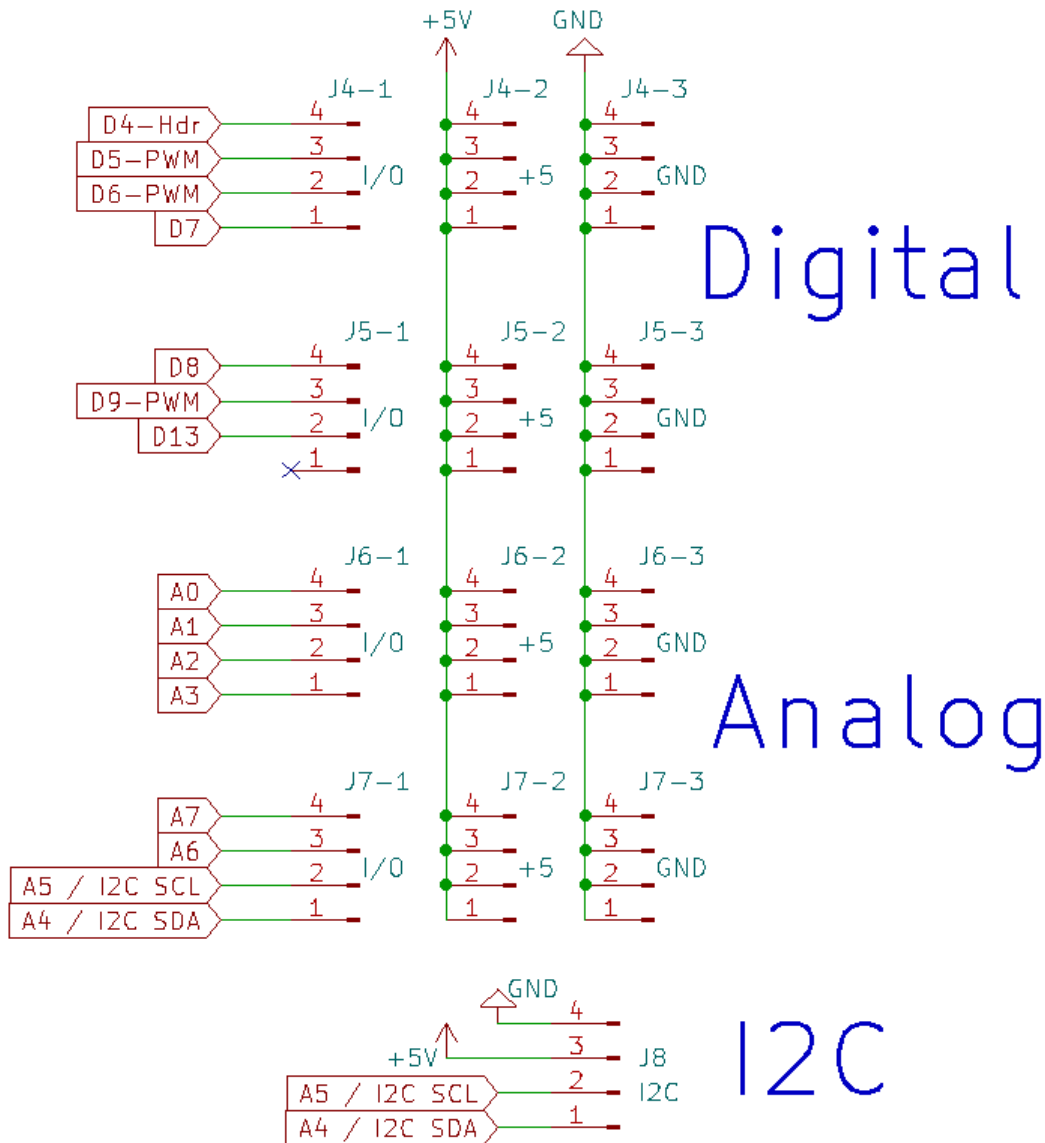 +5V GND
J4-1 J4-2 J4-3
D4-Hdr 4 4 4
D5-PWM 3 3 3
I/O +5 GND
D6-PWM 2 2 2
D7 1 1 1
Digital
J5-1 J5-2 J5-3
D8 4 4 4
D9-PWM 3 3 3
I/O +5 GND
D13 2 2 2
1 1 1
J6-1 J6-2 J6-3
A0 4 4 4
A1 3 3 3
I/O +5 GND
A2 2 2 2
A3 1 1 1
Analog
J7-1 J7-2 J7-3
A7 4 4 4
A6 3 3 3
I/O +5 GND
A5 / I2C SCL 2 2 2
A4 / I2C SDA 1 1 1
GND 4
+5V 3 J8
A5 / I2C SCL 2 I2C
A4 / I2C SDA 1
I2C